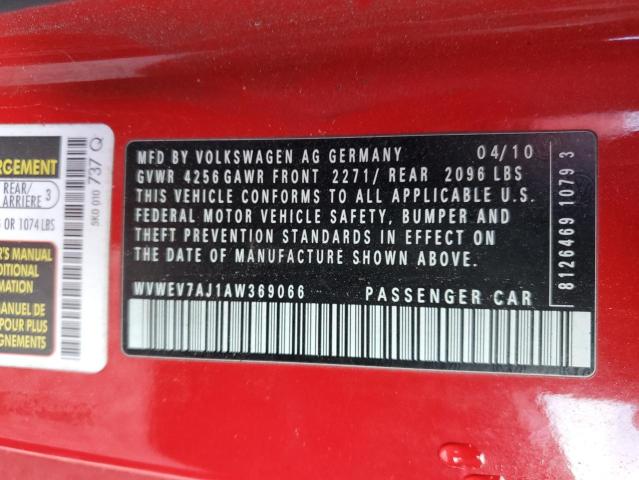 RGEMENT
REAR/
ARRIERE 3
OR 1074 LBS
'S MANUAL
DITIONAL
RMATION
MANUEL DE
POUR PLUS
IGNEMENTS
5K0 010 737 Q
MFD BY VOLKSWAGEN AG GERMANY 04/10
GVWR 4256 GAWR FRONT 2271/ REAR 2096 LBS
THIS VEHICLE CONFORMS TO ALL APPLICABLE U.S.
FEDERAL MOTOR VEHICLE SAFETY, BUMPER AND
THEFT PREVENTION STANDARDS IN EFFECT ON
THE DATE OF MANUFACTURE SHOWN ABOVE.
WVWEV7AJ1AW369066 PASSENGER CAR
8126469 1079 3